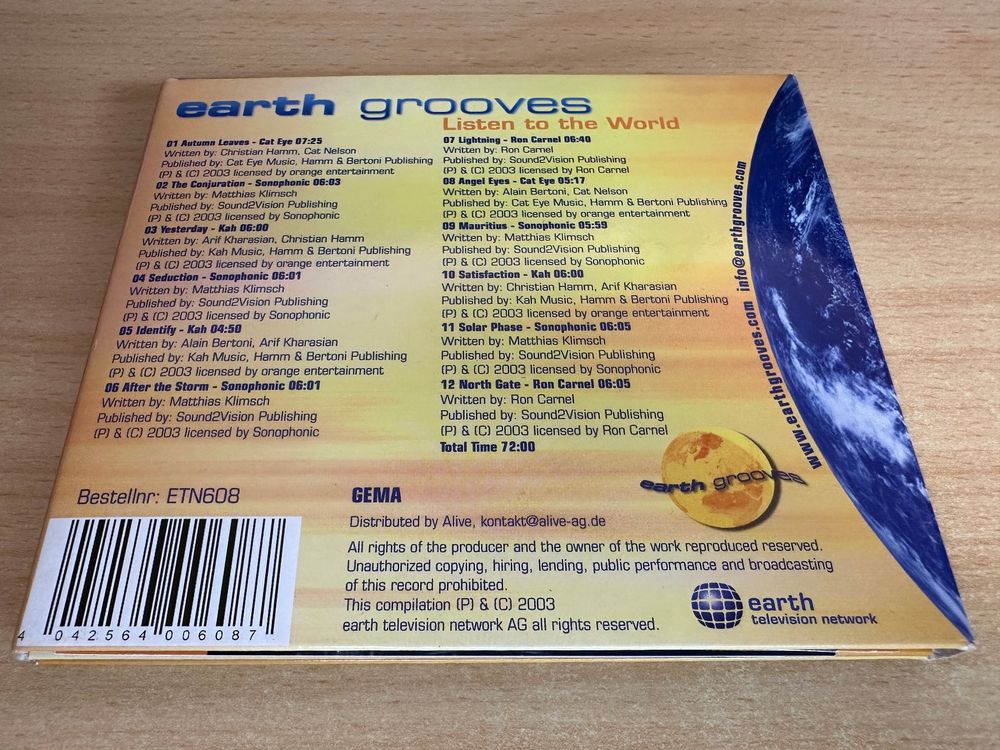 earth grooves
Listen to the World
01 Autumn Leaves - Cat Eye 07:25
Written by: Christian Hamm, Cat Nelson
Published by: Cat Eye Music, Hamm & Bertoni Publishing
(P) & (C) 2003 licensed by orange entertainment
02 The Conjuration - Sonophonic 06:03
Written by: Matthias Klimsch
Published by: Sound2Vision Publishing
(P) & (C) 2003 licensed by Sonophonic
03 Yesterday - Kah 06:00
Written by: Arif Kharasian, Christian Hamm
Published by: Kah Music, Hamm & Bertoni Publishing
(P) & (C) 2003 licensed by orange entertainment
04 Seduction - Sonophonic 06:01
Written by: Matthias Klimsch
Published by: Sound2Vision Publishing
(P) & (C) 2003 licensed by Sonophonic
05 Identify - Kah 04:50
Written by: Alain Bertoni, Arif Kharasian
Published by: Kah Music, Hamm & Bertoni Publishing
(P) & (C) 2003 licensed by orange entertainment
06 After the Storm - Sonophonic 06:01
Written by: Matthias Klimsch
Published by: Sound2Vision Publishing
(P) & (C) 2003 licensed by Sonophonic
07 Lightning - Ron Carnel 06:40
Written by: Ron Carnel
Published by: Sound2Vision Publishing
(P) & (C) 2003 licensed by Ron Carnel
08 Angel Eyes - Cat Eye 05:17
Written by: Alain Bertoni, Cat Nelson
Published by: Cat Eye Music, Hamm & Bertoni Publishing
(P) & (C) 2003 licensed by orange entertainment
09 Mauritius - Sonophonic 05:59
Written by: Matthias Klimsch
Published by: Sound2Vision Publishing
(P) & (C) 2003 licensed by Sonophonic
10 Satisfaction - Kah 06:00
Written by: Christian Hamm, Arif Kharasian
Published by: Kah Music, Hamm & Bertoni Publishing
(P) & (C) 2003 licensed by orange entertainment
11 Solar Phase - Sonophonic 06:05
Written by: Matthias Klimsch
Published by: Sound2Vision Publishing
(P) & (C) 2003 licensed by Sonophonic
12 North Gate - Ron Carnel 06:05
Written by: Ron Carnel
Published by: Sound2Vision Publishing
(P) & (C) 2003 licensed by Ron Carnel
Total Time 72:00
www.earthgrooves.com info@earthgrooves.com
earth grooves
Bestellnr: ETN608
GEMA
Distributed by Alive, kontakt@alive-ag.de
All rights of the producer and the owner of the work reproduced reserved.
Unauthorized copying, hiring, lending, public performance and broadcasting
of this record prohibited.
This compilation (P) & (C) 2003
earth television network AG all rights reserved.
earth
television network
4 042564 006087